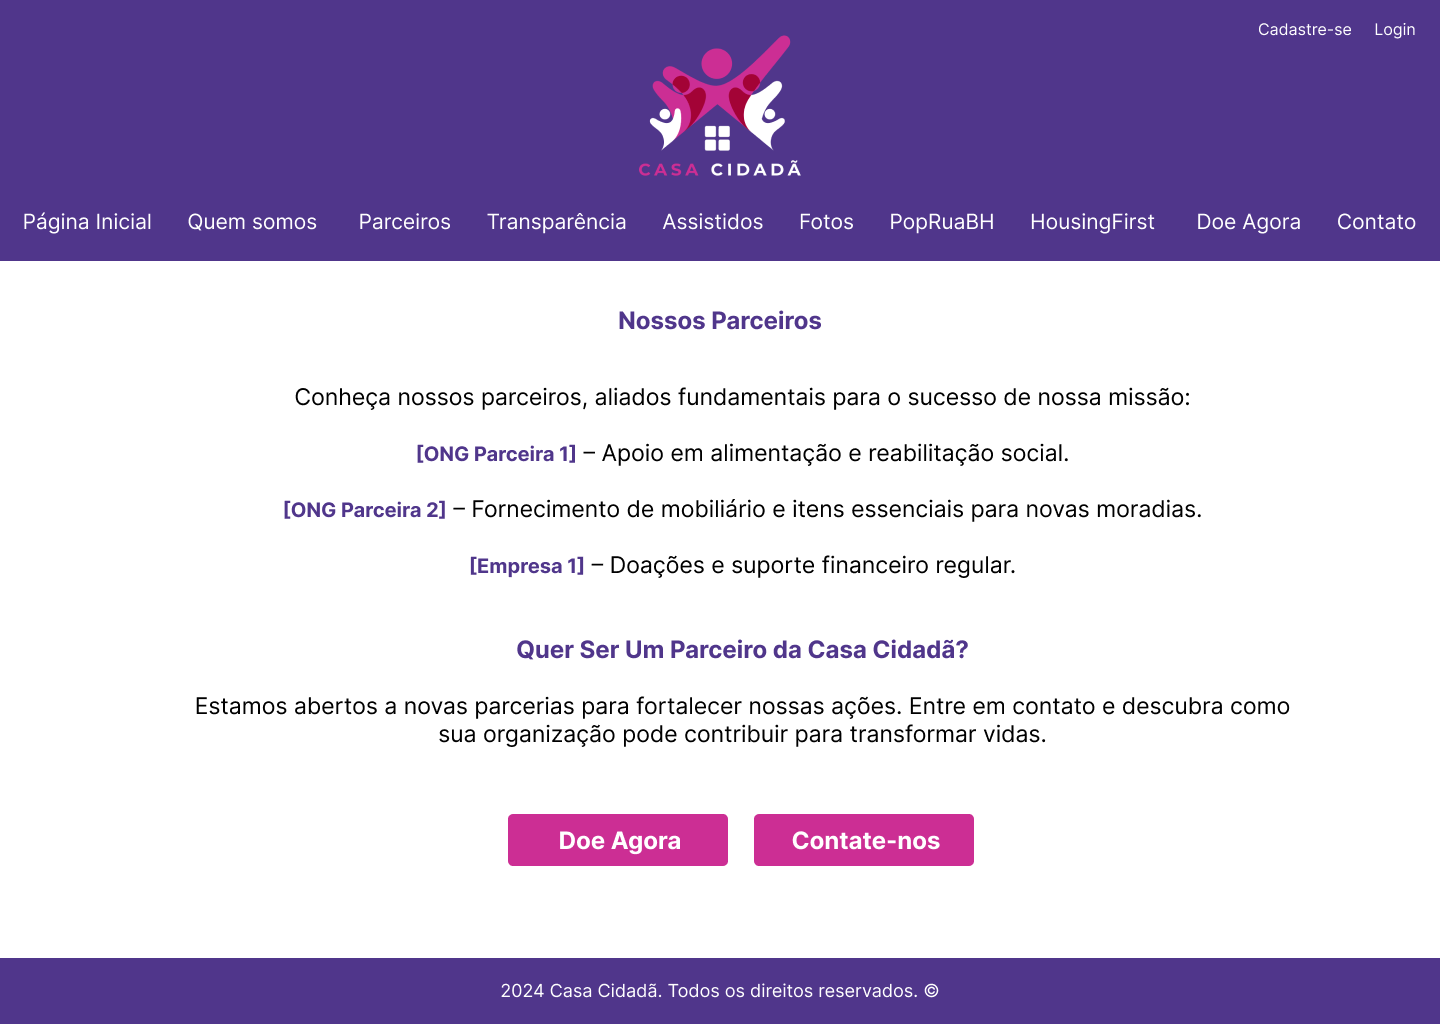 Cadastre-se Login
CASA CIDADÃ
Página Inicial Quem somos Parceiros Transparência Assistidos Fotos PopRuaBH HousingFirst Doe Agora Contato
Nossos Parceiros
Conheça nossos parceiros, aliados fundamentais para o sucesso de nossa missão:
[ONG Parceira 1] – Apoio em alimentação e reabilitação social.
[ONG Parceira 2] – Fornecimento de mobiliário e itens essenciais para novas moradias.
[Empresa 1] – Doações e suporte financeiro regular.
Quer Ser Um Parceiro da Casa Cidadã?
Estamos abertos a novas parcerias para fortalecer nossas ações. Entre em contato e descubra como
sua organização pode contribuir para transformar vidas.
Doe Agora Contate-nos
2024 Casa Cidadã. Todos os direitos reservados. ©